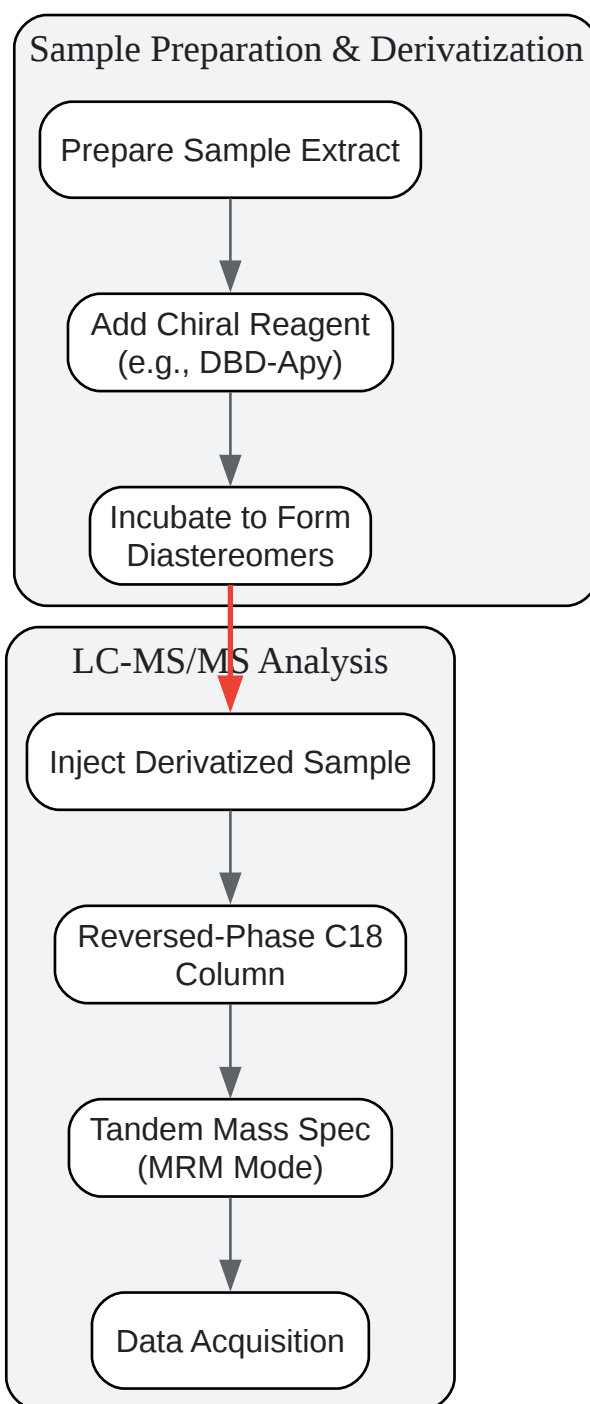 Sample Preparation & Derivatization
Prepare Sample Extract
Add Chiral Reagent
(e.g., DBD-Apy)
Incubate to Form
Diastereomers
LC-MS/MS Analysis
Inject Derivatized Sample
Reversed-Phase C18
Column
Tandem Mass Spec
(MRM Mode)
Data Acquisition